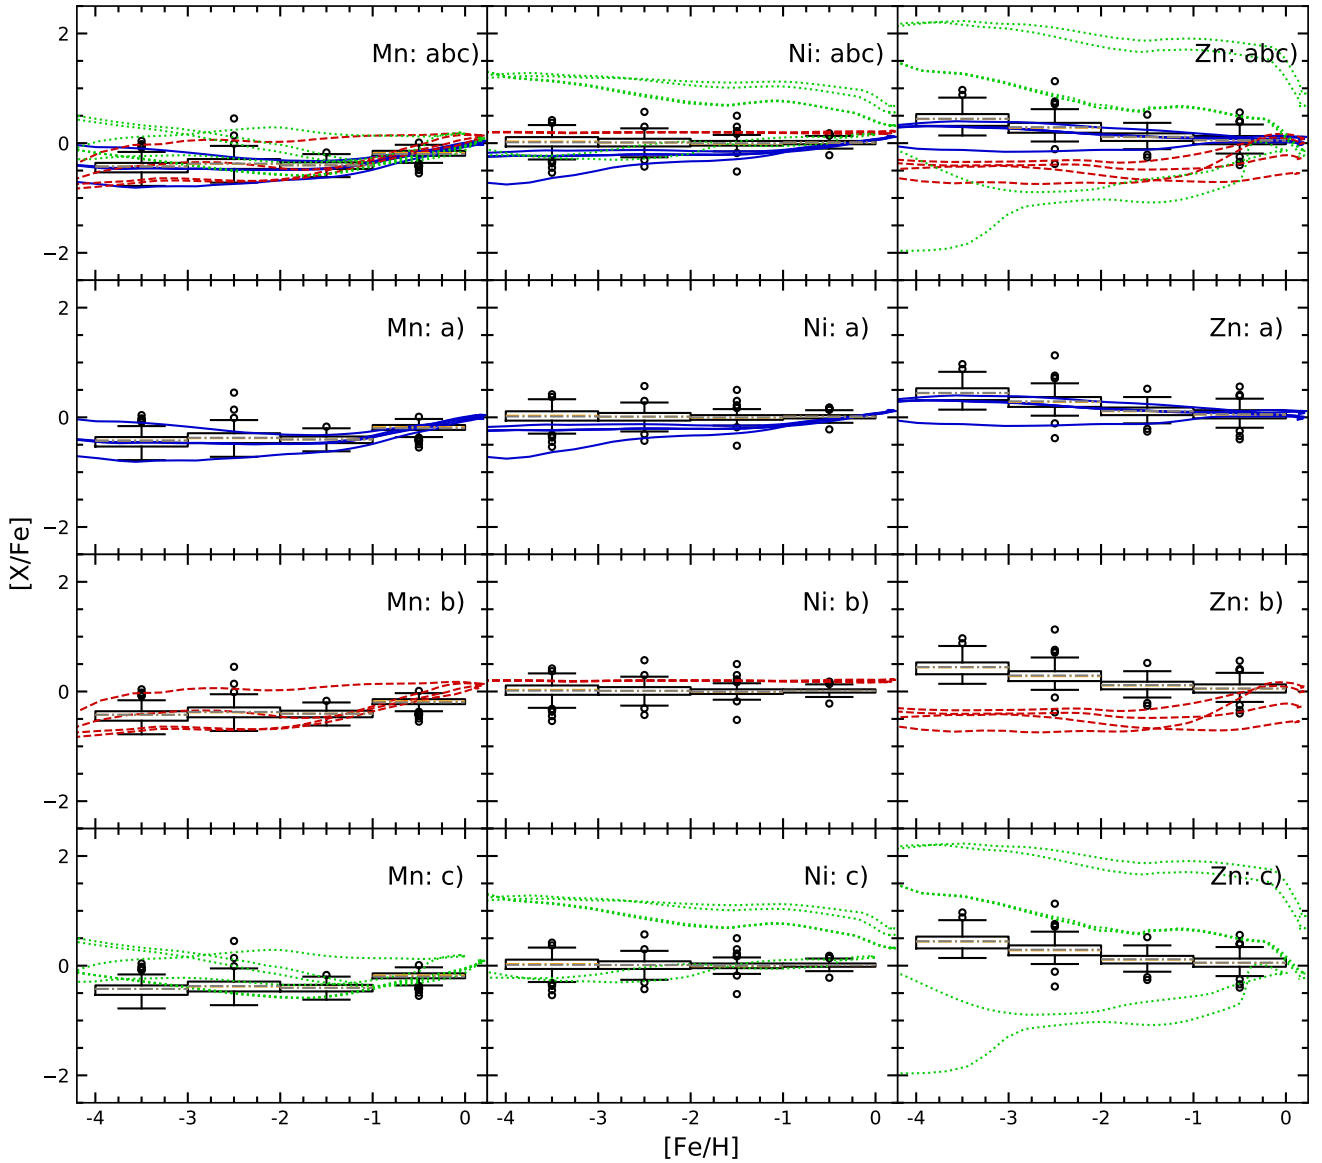 2
0
−2
Mn: abc)
Ni: abc)
Zn: abc)
2
0
−2
Mn: a)
Ni: a)
Zn: a)
[X/Fe]
2
0
−2
Mn: b)
Ni: b)
Zn: b)
2
0
−2
Mn: c)
Ni: c)
Zn: c)
-4 -3 -2 -1 0 -4 -3 -2 -1 0 -4 -3 -2 -1 0
[Fe/H]